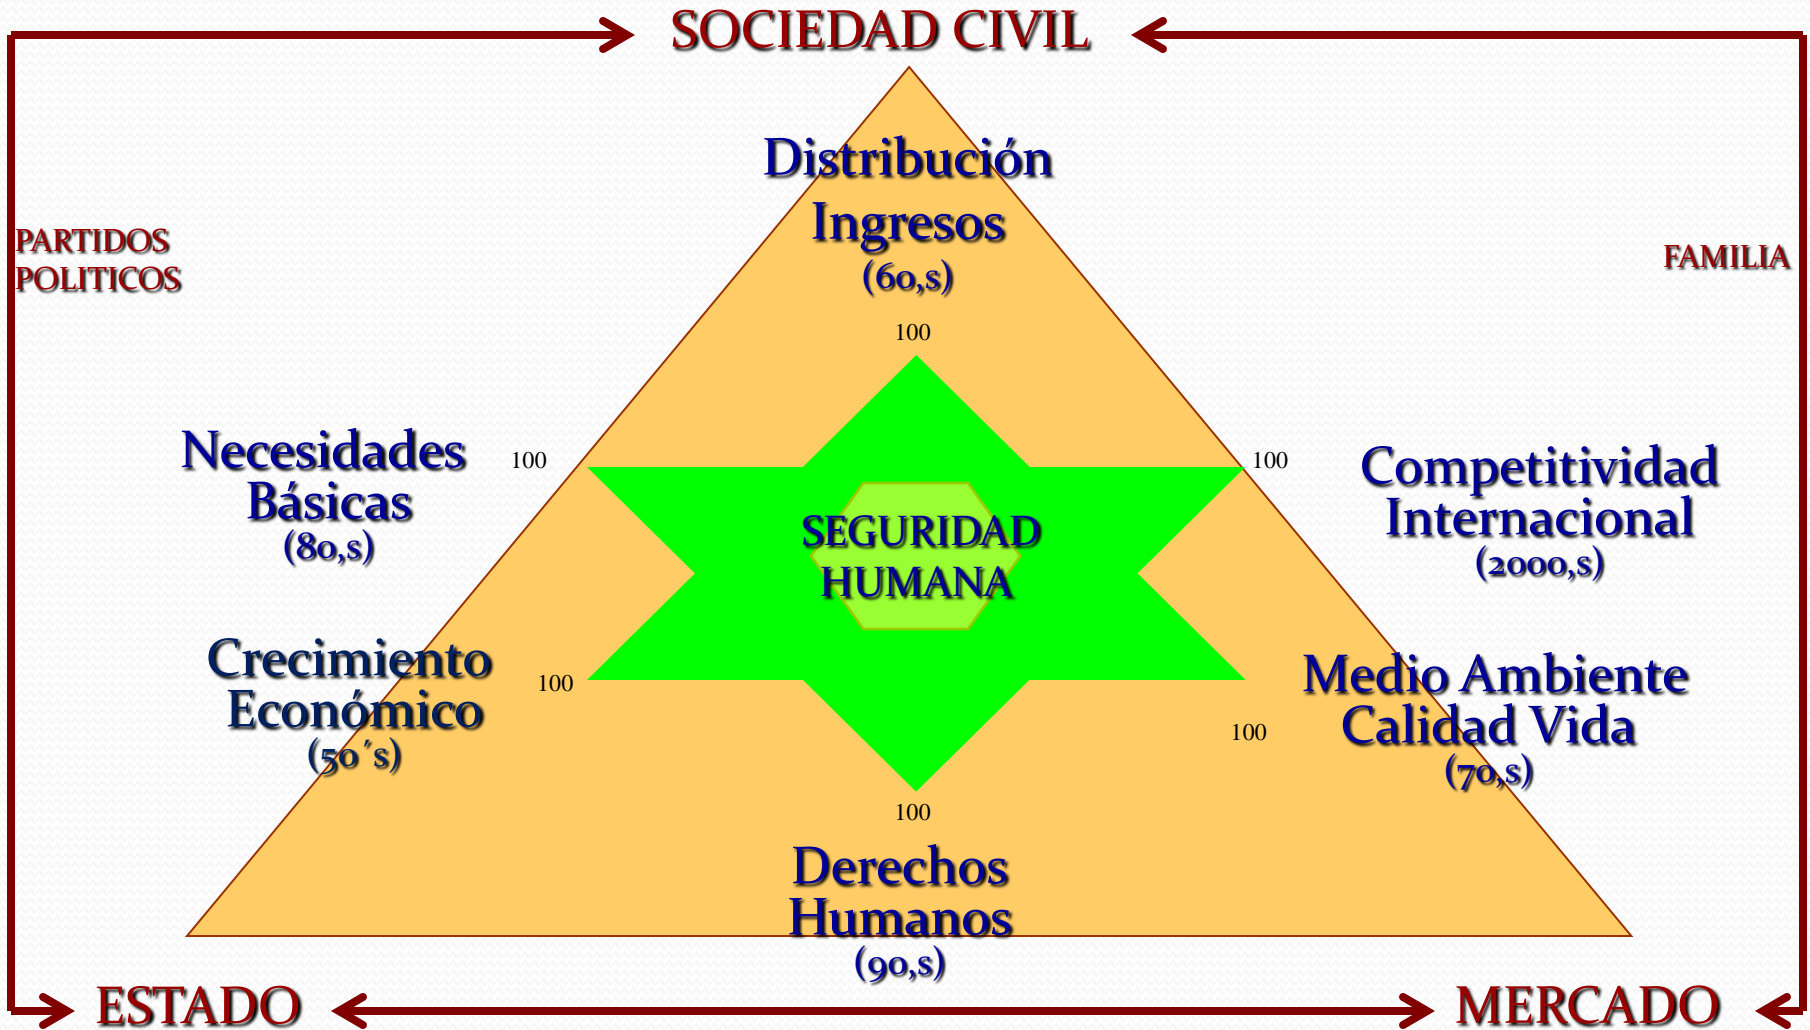 SOCIEDAD CIVIL
Distribución
Ingresos
(60,s)
PARTIDOS
POLITICOS
FAMILIA
100
Necesidades
Básicas
(80,s)
100
100
Competitividad
Internacional
(2000,s)
SEGURIDAD
HUMANA
Crecimiento
Económico
(50´s)
100
Medio Ambiente
Calidad Vida
(70,s)
100
100
Derechos
Humanos
(90,s)
ESTADO
MERCADO